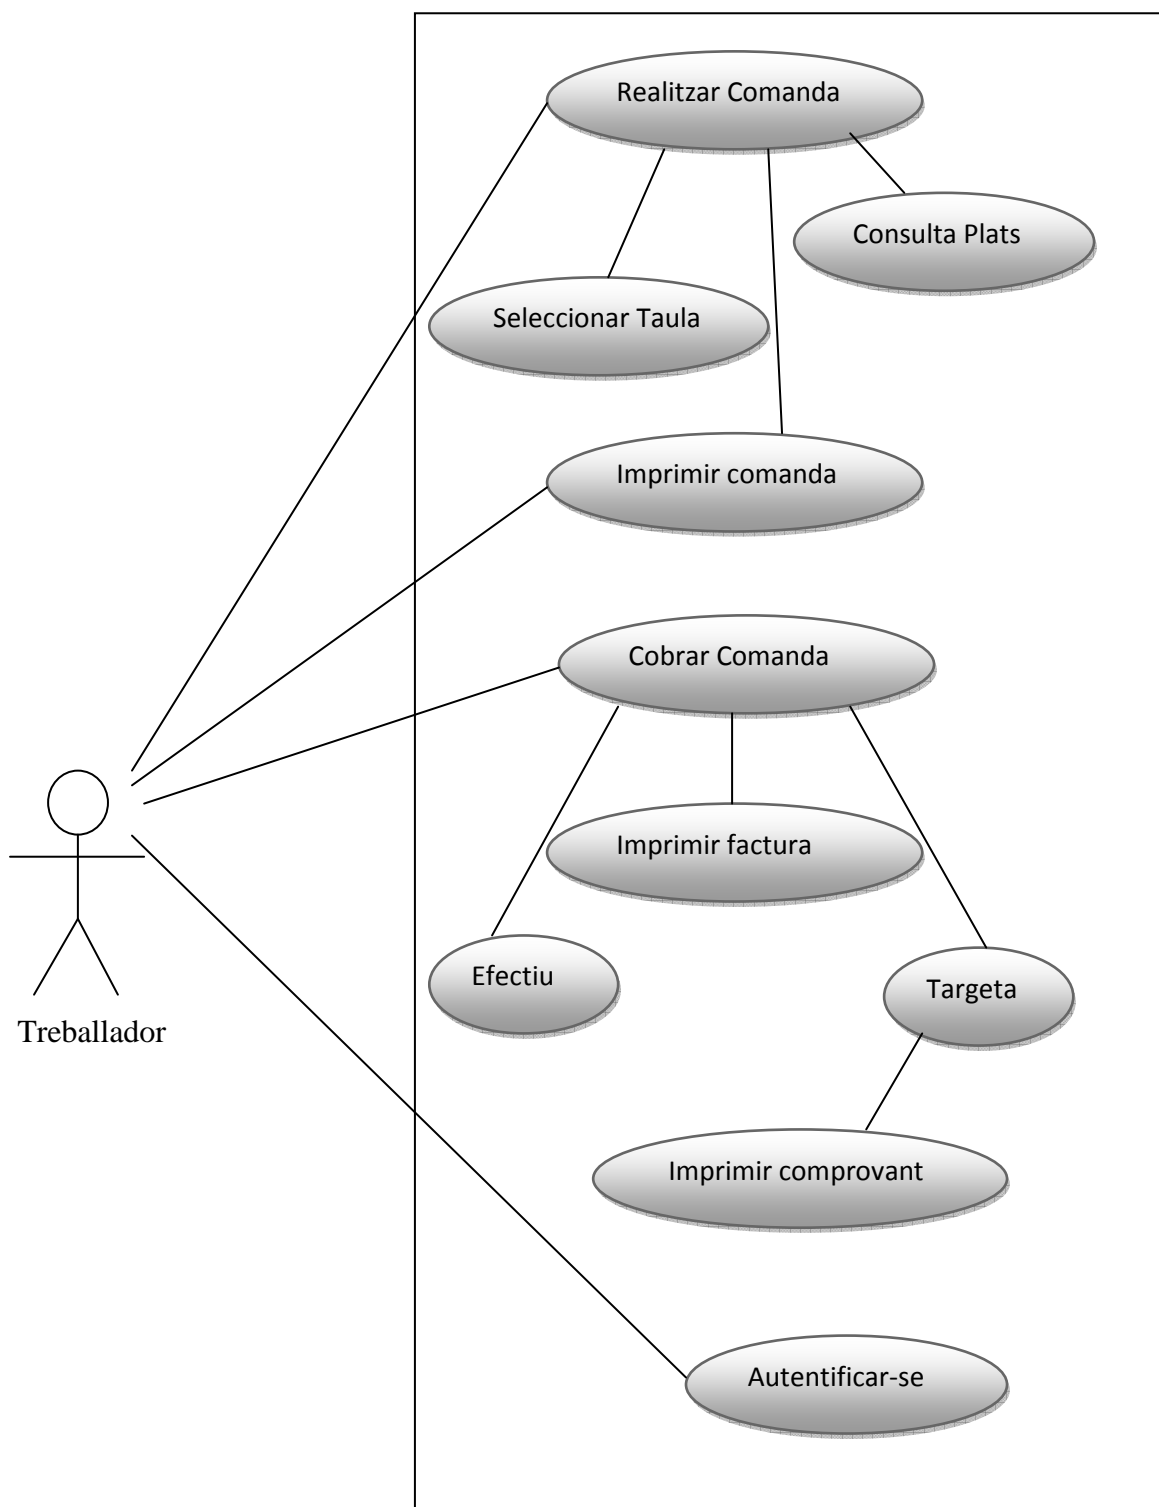 Realitzar Comanda
Consulta Plats
Seleccionar Taula
Imprimir comanda
Cobrar Comanda
Imprimir factura
Efectiu
Targeta
Treballador
Imprimir comprovant
Autentificar-se